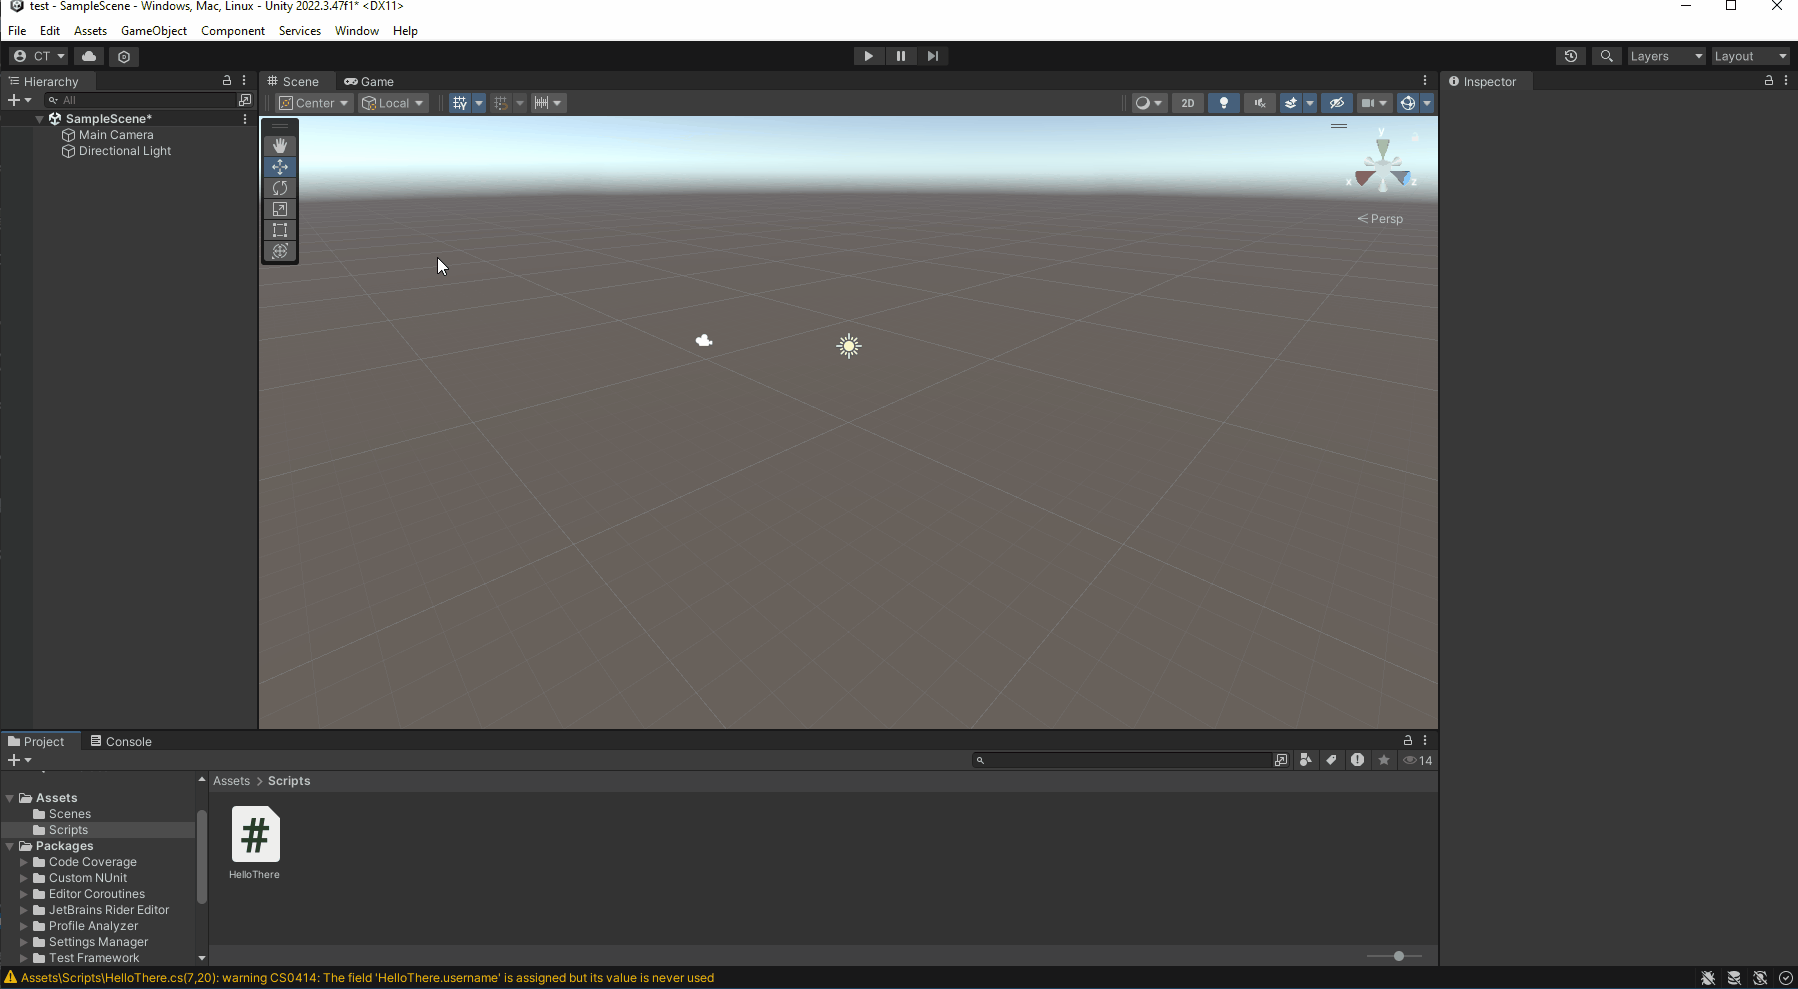 test - SampleScene - Windows, Mac, Linux - Unity 2022.3.47f1* <DX11>
File Edit Assets GameObject Component Services Window Help
CT Layers Layout
Hierarchy
All
SampleScene*
Main Camera
Directional Light
Scene Game
Center Local 2D
y
x z
Persp
Inspector
Project Console
14
Assets
Scenes
Scripts
Packages
Code Coverage
Custom NUnit
Editor Coroutines
JetBrains Rider Editor
Profile Analyzer
Settings Manager
Test Framework
Assets > Scripts
#
HelloThere
Assets\Scripts\HelloThere.cs(7,20): warning CS0414: The field 'HelloThere.username' is assigned but its value is never used